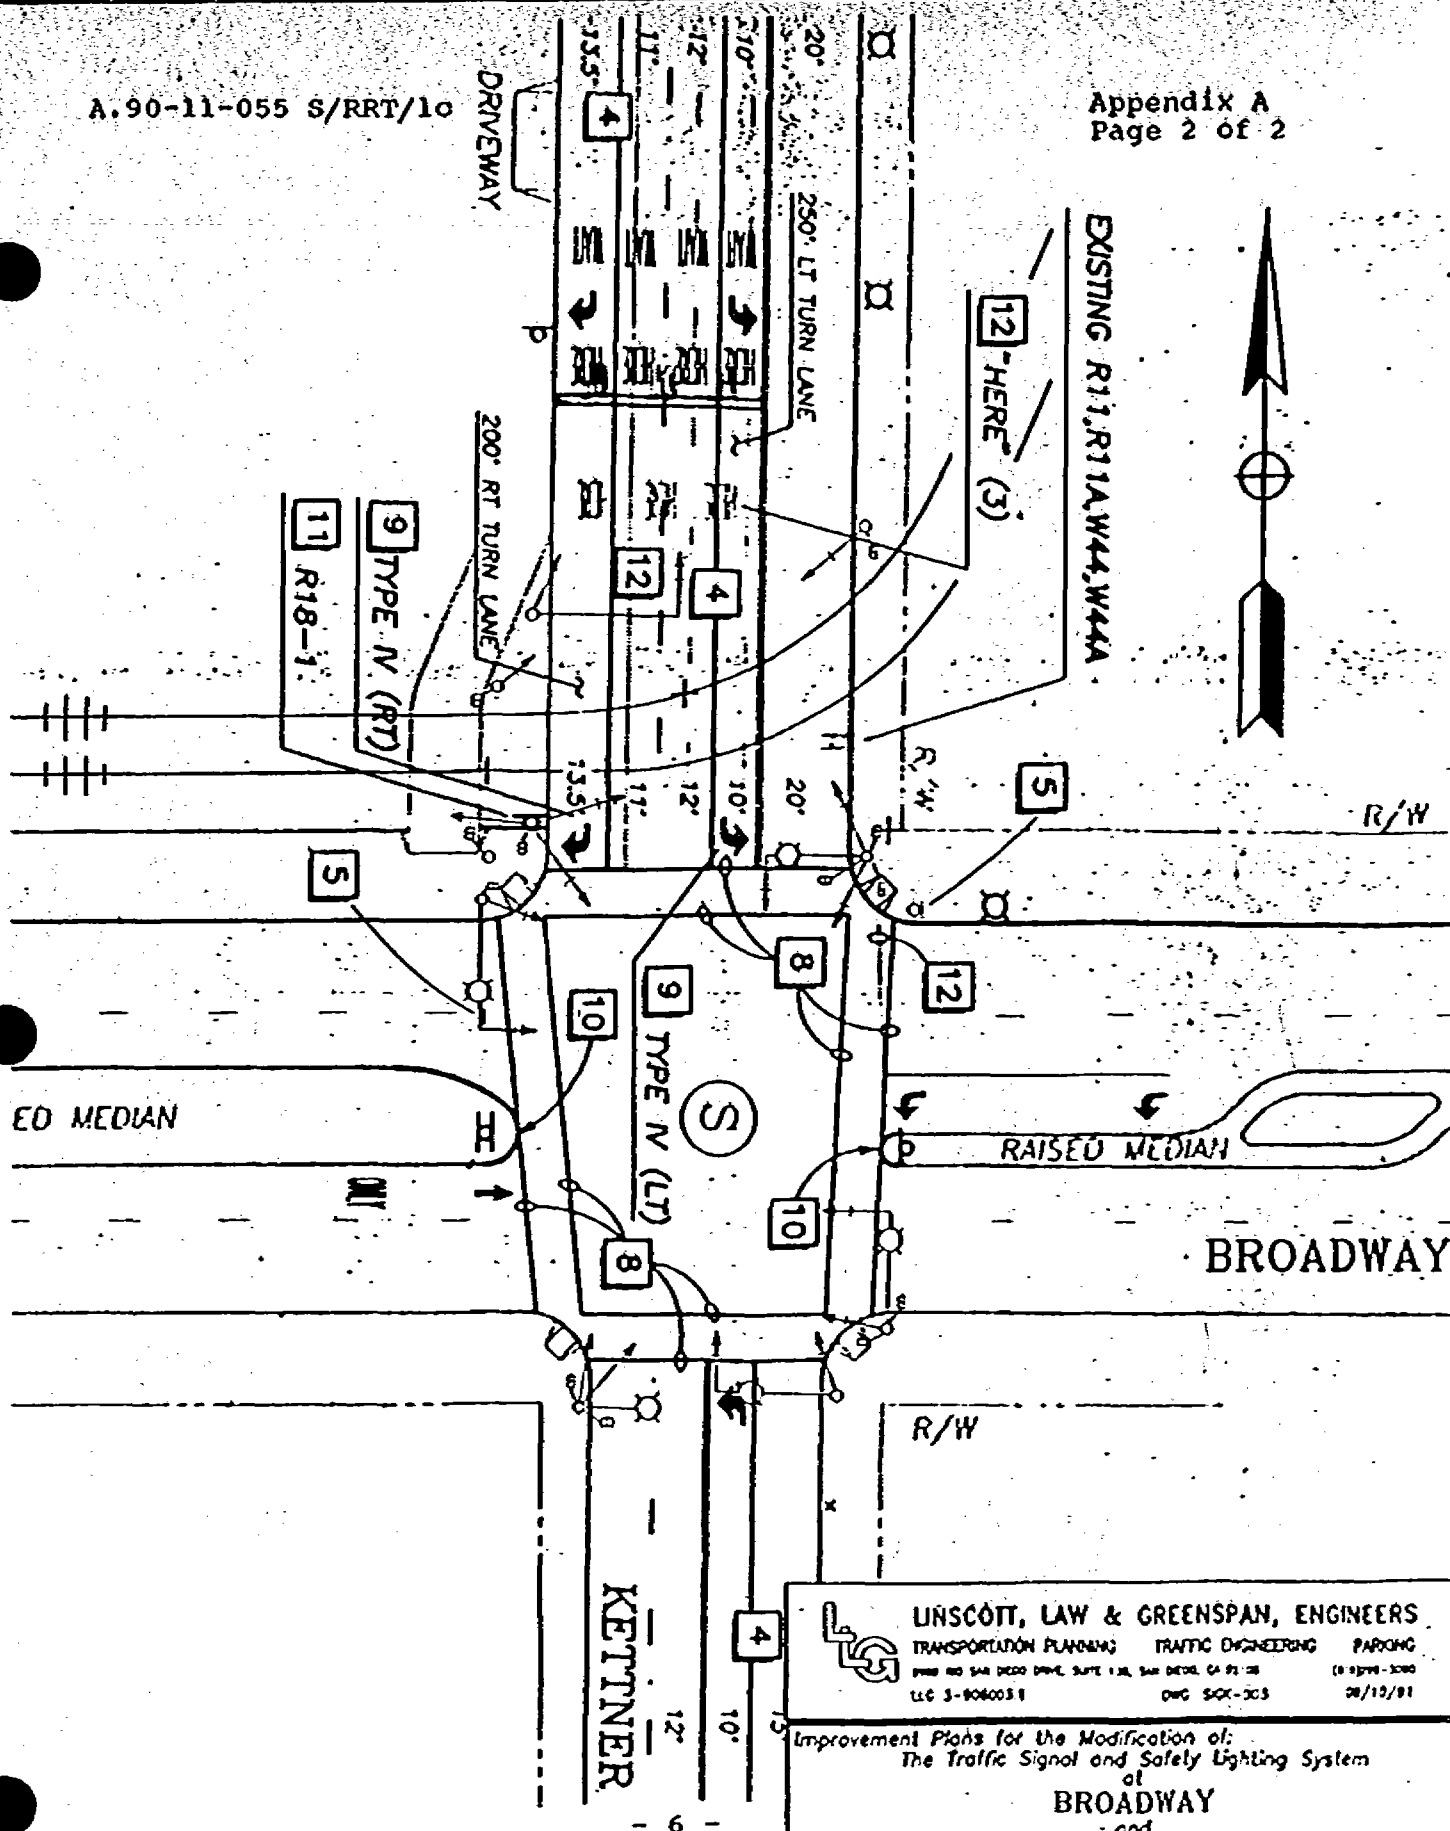 A.90-11-055 S/RRT/lc
Appendix A
Page 2 of 2
DRIVEWAY
13.5'
11'
12'
10'
20'
4
250' LT TURN LANE
12 "HERE" (3)
EXISTING R11,R11A,W44,W44A
200' RT TURN LANE
9 TYPE IV (RT)
11 R18-1
12
4
13.5'
11'
12'
10'
20'
R/W
5
R/W
5
8
12
10
9 TYPE IV (LT)
S
ED MEDIAN
RAISED MEDIAN
ONLY
10
8
BROADWAY
R/W
KETTNER
4
12'
10'
LLG
LINSCOTT, LAW & GREENSPAN, ENGINEERS
TRANSPORTATION PLANNING TRAFFIC ENGINEERING PARKING
Improvement Plans for the Modification of:
The Traffic Signal and Safety Lighting System
at
BROADWAY
and
- 6 -